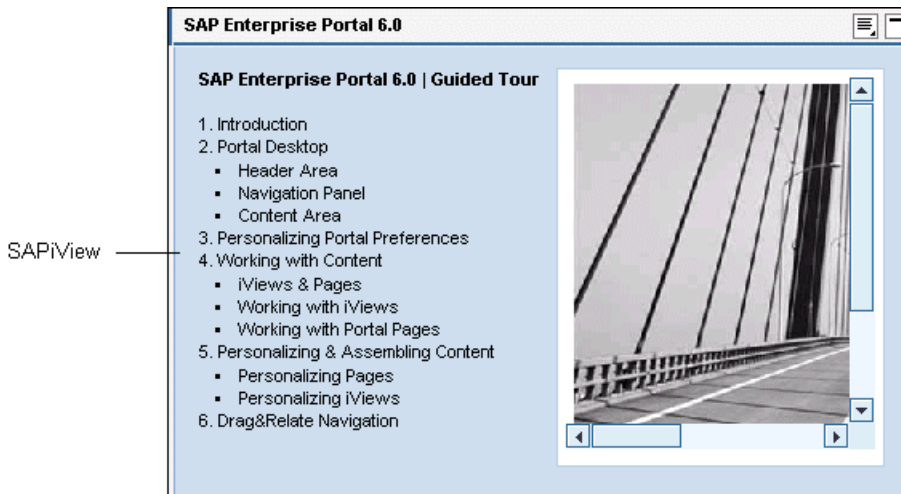 SAP Enterprise Portal 6.0
SAP Enterprise Portal 6.0 | Guided Tour
1. Introduction
2. Portal Desktop
▪ Header Area
▪ Navigation Panel
▪ Content Area
3. Personalizing Portal Preferences
SAPiView
4. Working with Content
▪ iViews & Pages
▪ Working with iViews
▪ Working with Portal Pages
5. Personalizing & Assembling Content
▪ Personalizing Pages
▪ Personalizing iViews
6. Drag&Relate Navigation